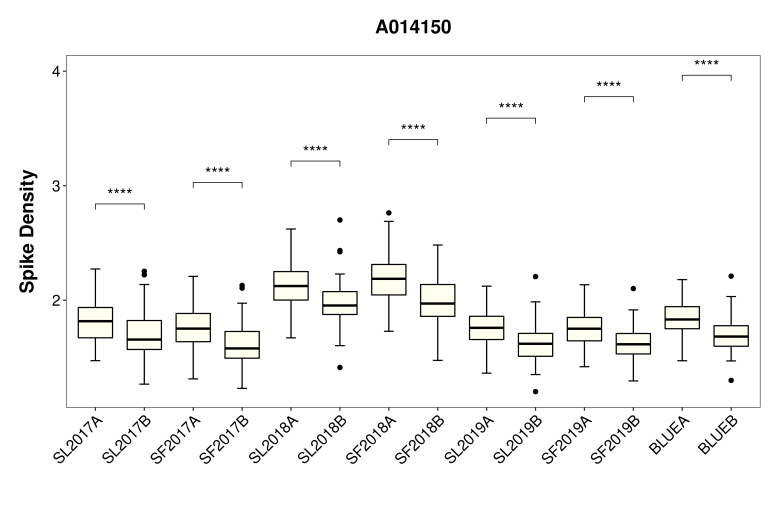 A014150
Spike Density
4
3
2
****
****
****
****
****
****
****
SL2017A
SL2017B
SF2017A
SF2017B
SL2018A
SL2018B
SF2018A
SF2018B
SL2019A
SL2019B
SF2019A
SF2019B
BLUEA
BLUEB